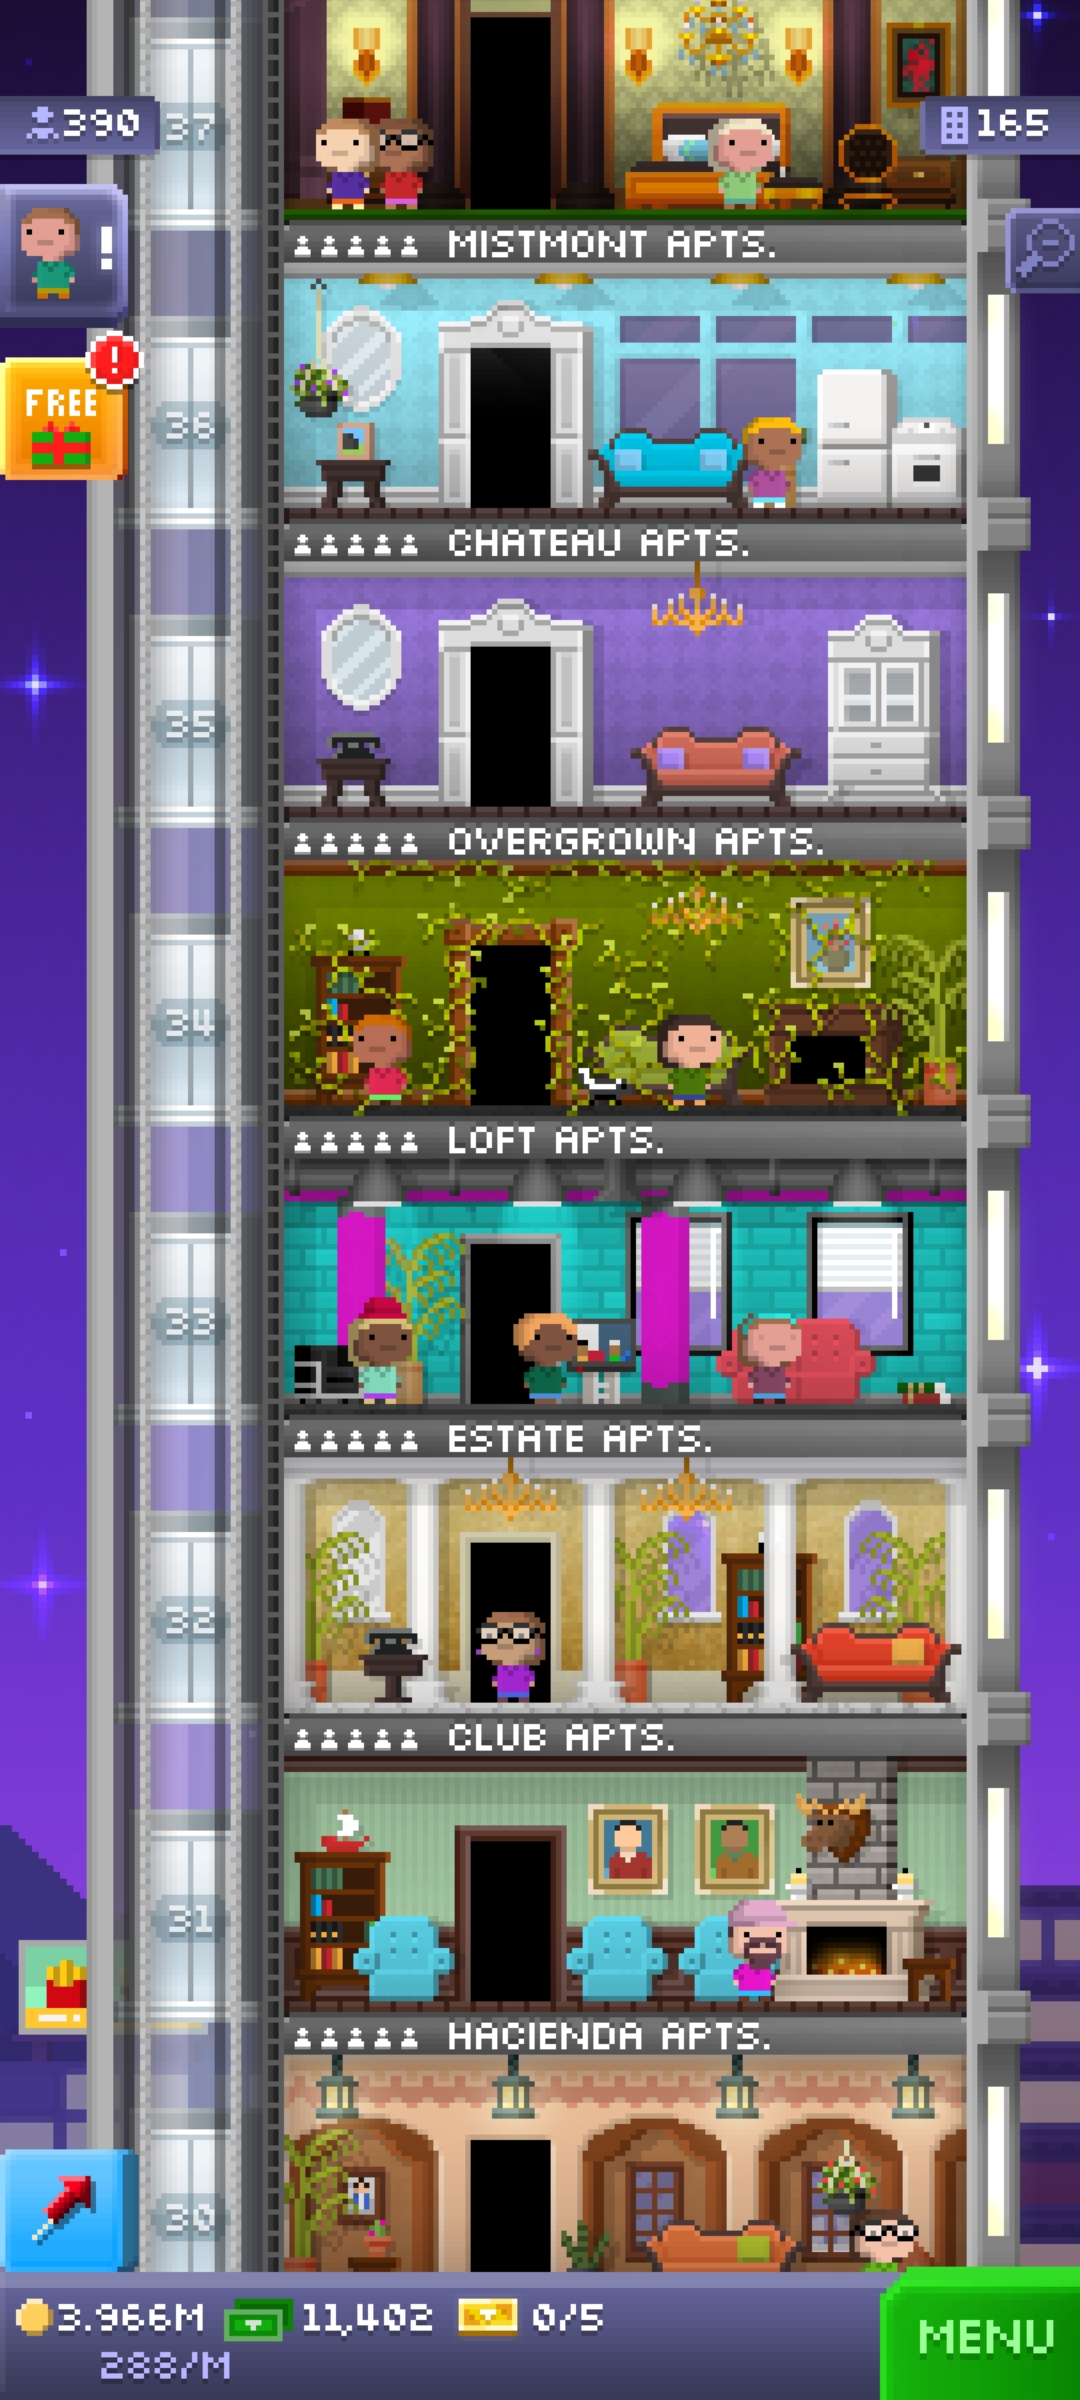 390
37
165
!
MISTMONT APTS.
!
FREE
36
CHATEAU APTS.
35
OVERGROWN APTS.
34
LOFT APTS.
33
ESTATE APTS.
32
CLUB APTS.
31
HACIENDA APTS.
30
3.966M 11,402 0/5
288/M
MENU